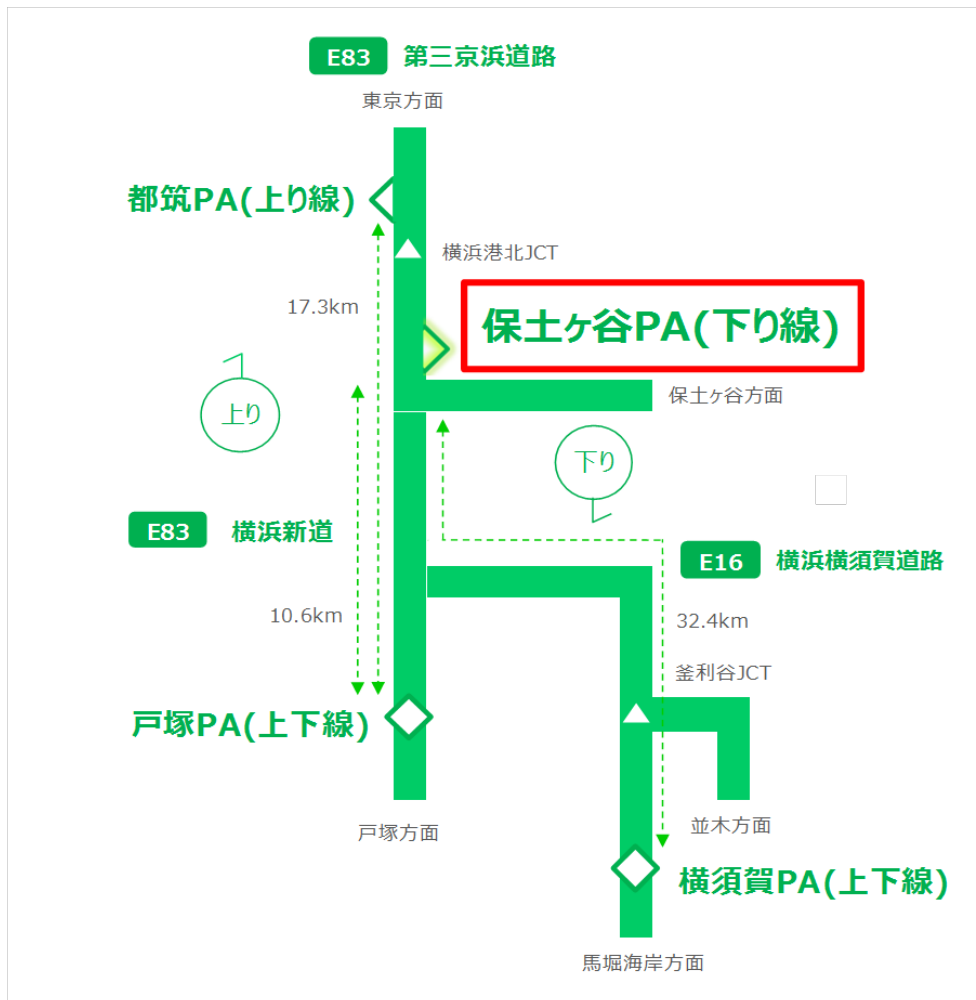 E83 第三京浜道路
東京方面
都筑PA(上り線)
横浜港北JCT
17.3km
保土ヶ谷PA(下り線)
保土ヶ谷方面
上り
下り
E83 横浜新道
E16 横浜横須賀道路
10.6km
32.4km
釜利谷JCT
戸塚PA(上下線)
戸塚方面
並木方面
横須賀PA(上下線)
馬堀海岸方面